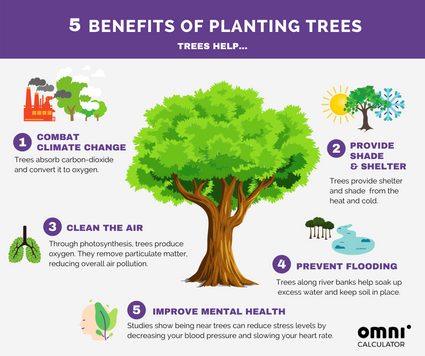 5 BENEFITS OF PLANTING TREES
TREES HELP...
1 COMBAT
CLIMATE CHANGE
Trees absorb carbon-dioxide
and convert it to oxygen.
2 PROVIDE
SHADE
& SHELTER
Trees provide shelter
and shade from the
heat and cold.
3 CLEAN THE AIR
Through photosynthesis, trees produce
oxygen. They remove particulate matter,
reducing overall air pollution.
4 PREVENT FLOODING
Trees along river banks help soak up
excess water and keep soil in place.
5 IMPROVE MENTAL HEALTH
Studies show being near trees can reduce stress levels by
decreasing your blood pressure and slowing your heart rate.
omni
CALCULATOR